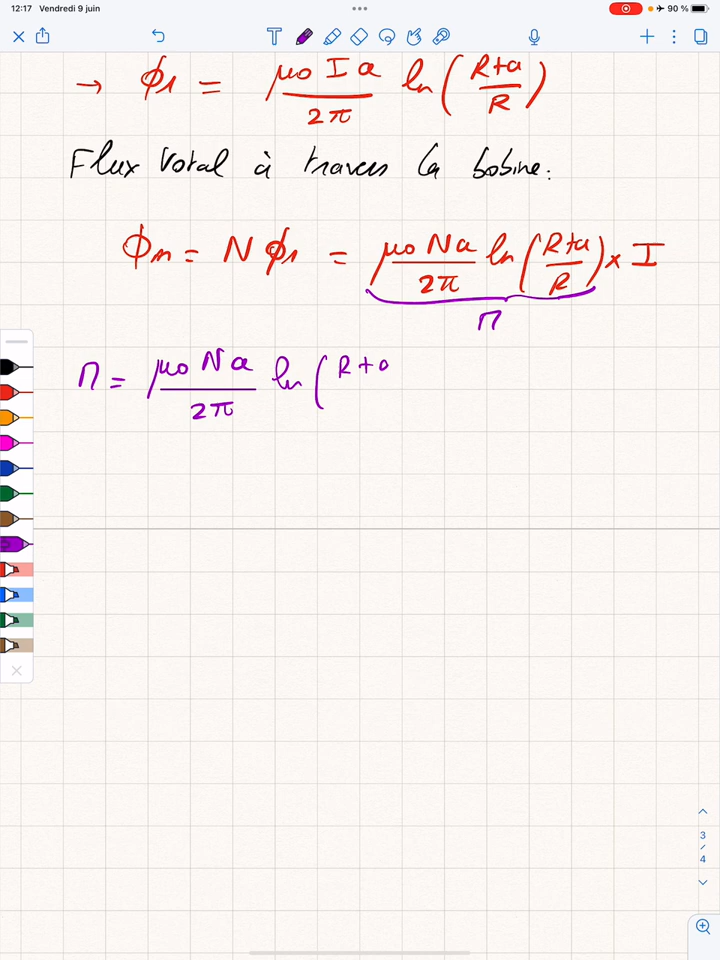 12:17 Vendredi 9 juin 90 %
→ ϕ1 = μ0 I a / 2π ln(R+a / R)
Flux total à travers la bobine:
ϕm = N ϕ1 = μ0 N a / 2π ln(R+a / R) × I
M
M = μ0 N a / 2π ln(R+a
3
/
4